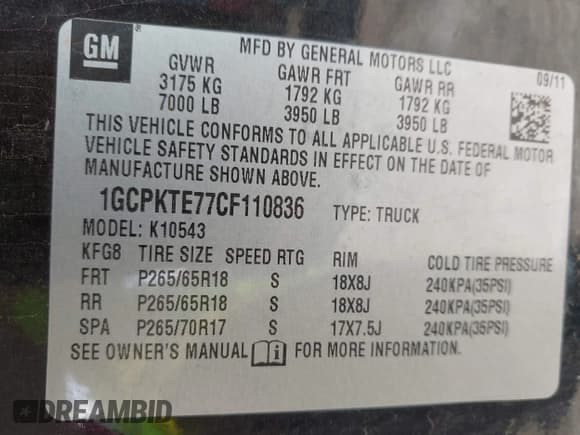 GM
MFD BY GENERAL MOTORS LLC
09/11
GVWR GAWR FRT GAWR RR
3175 KG 1792 KG 1792 KG
7000 LB 3950 LB 3950 LB
THIS VEHICLE CONFORMS TO ALL APPLICABLE U.S. FEDERAL MOTOR
VEHICLE SAFETY STANDARDS IN EFFECT ON THE DATE OF
MANUFACTURE SHOWN ABOVE.
1GCPKTE77CF110836 TYPE: TRUCK
MODEL: K10543
KFG8 TIRE SIZE SPEED RTG RIM COLD TIRE PRESSURE
FRT P265/65R18 S 18X8J 240KPA(35PSI)
RR P265/65R18 S 18X8J 240KPA(35PSI)
SPA P265/70R17 S 17X7.5J 240KPA(35PSI)
SEE OWNER'S MANUAL FOR MORE INFORMATION.
DREAMBID